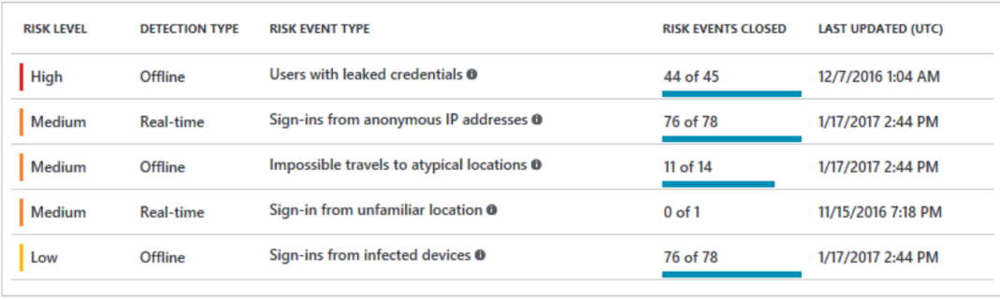 RISK LEVEL DETECTION TYPE RISK EVENT TYPE RISK EVENTS CLOSED LAST UPDATED (UTC)
High Offline Users with leaked credentials 44 of 45 12/7/2016 1:04 AM
Medium Real-time Sign-ins from anonymous IP addresses 76 of 78 1/17/2017 2:44 PM
Medium Offline Impossible travels to atypical locations 11 of 14 1/17/2017 2:44 PM
Medium Real-time Sign-in from unfamiliar location 0 of 1 11/15/2016 7:18 PM
Low Offline Sign-ins from infected devices 76 of 78 1/17/2017 2:44 PM